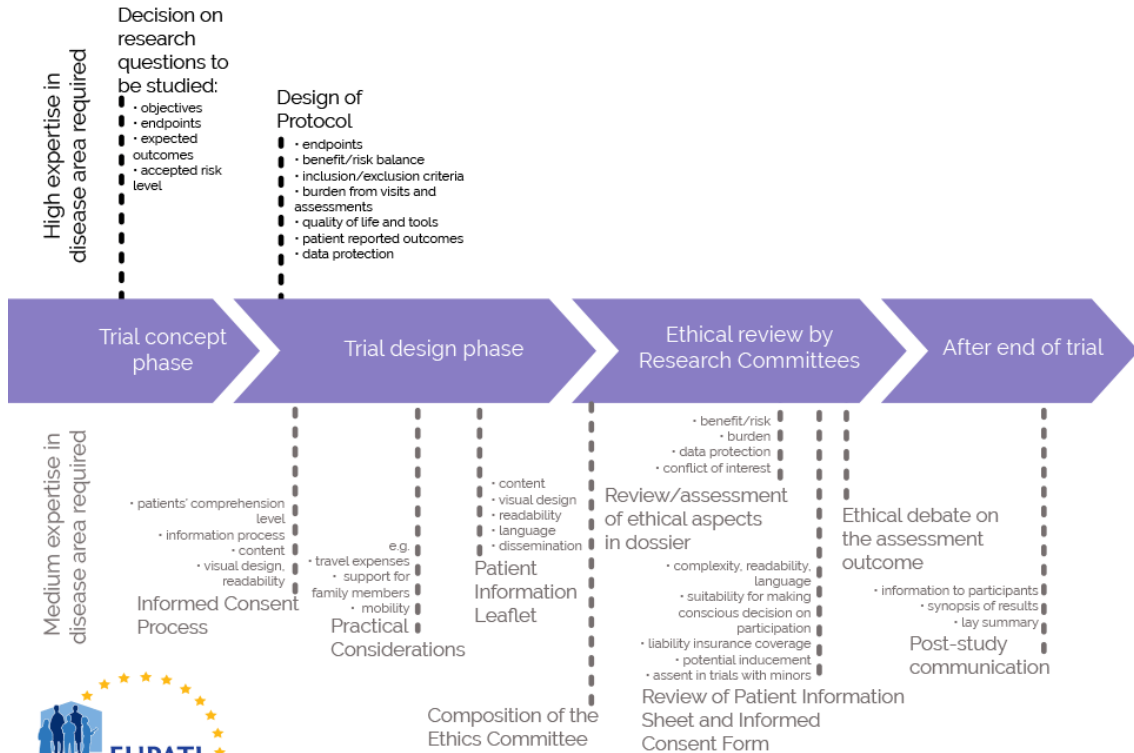 High expertise in
disease area required
Decision on
research
questions to
be studied:
• objectives
• endpoints
• expected
outcomes
• accepted risk
level
Design of
Protocol
• endpoints
• benefit/risk balance
• inclusion/exclusion criteria
• burden from visits and
assessments
• quality of life and tools
• patient reported outcomes
• data protection
Trial concept
phase
Trial design phase
Ethical review by
Research Committees
After end of trial
Medium expertise in
disease area required
• patients' comprehension
level
• information process
• content
• visual design,
readability
Informed Consent
Process
e.g.
• travel expenses
• support for
family members
• mobility
Practical
Considerations
• content
• visual design
• readability
• language
• dissemination
Patient
Information
Leaflet
Composition of the
Ethics Committee
• benefit/risk
• burden
• data protection
• conflict of interest
Review/assessment
of ethical aspects
in dossier
• complexity, readability,
language
• suitability for making
conscious decision on
participation
• liability insurance coverage
• potential inducement
• assent in trials with minors
Review of Patient Information
Sheet and Informed
Consent Form
Ethical debate on
the assessment
outcome
• information to participants
• synopsis of results
• lay summary
Post-study
communication
EUPATI